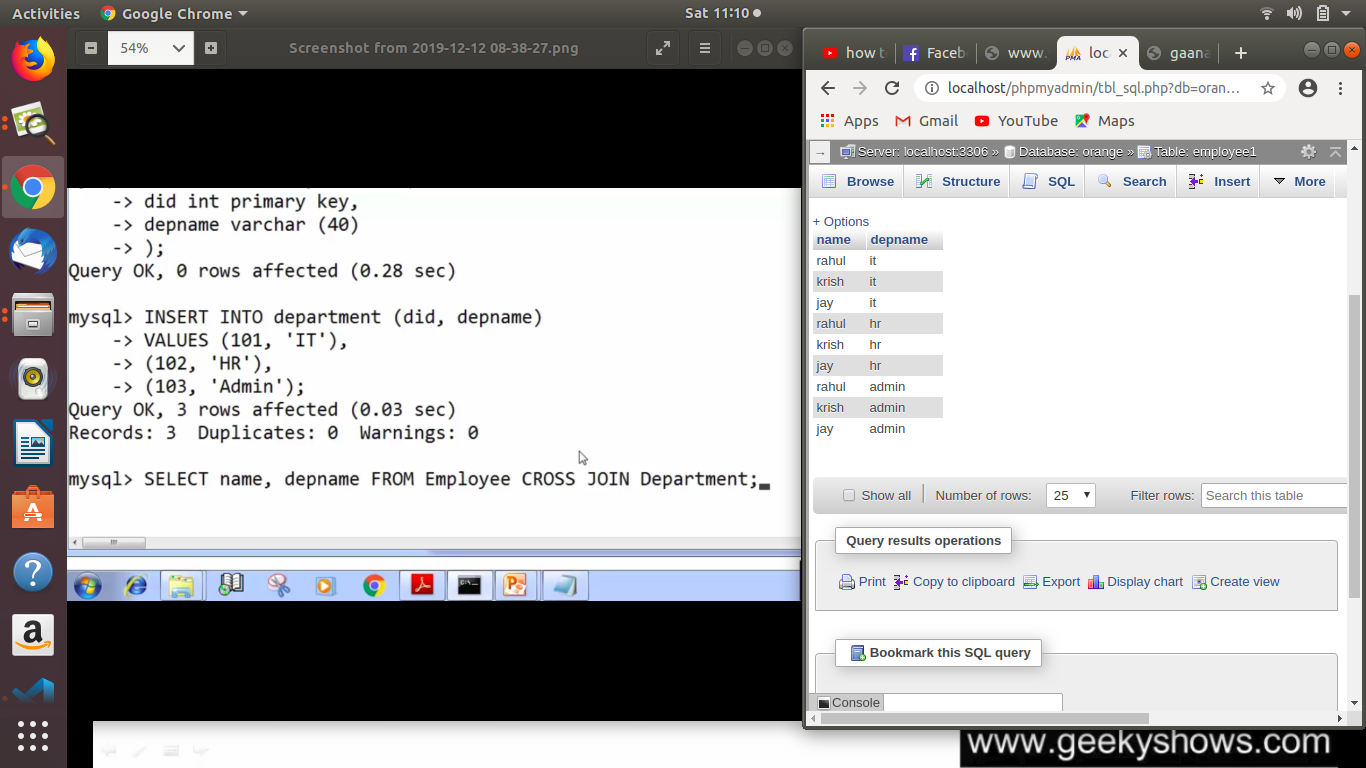 Activities Google Chrome Sat 11:10
54% Screenshot from 2019-12-12 08-38-27.png
-> did int primary key,
-> depname varchar (40)
-> );
Query OK, 0 rows affected (0.28 sec)
mysql> INSERT INTO department (did, depname)
-> VALUES (101, 'IT'),
-> (102, 'HR'),
-> (103, 'Admin');
Query OK, 3 rows affected (0.03 sec)
Records: 3 Duplicates: 0 Warnings: 0
mysql> SELECT name, depname FROM Employee CROSS JOIN Department;
how t Faceb www. loc gaana
localhost/phpmyadmin/tbl_sql.php?db=oran...
Apps Gmail YouTube Maps
Server: localhost:3306 » Database: orange » Table: employee1
Browse Structure SQL Search Insert More
+ Options
name depname
rahul it
krish it
jay it
rahul hr
krish hr
jay hr
rahul admin
krish admin
jay admin
Show all Number of rows: 25 Filter rows: Search this table
Query results operations
Print Copy to clipboard Export Display chart Create view
Bookmark this SQL query
Console
www.geekyshows.com